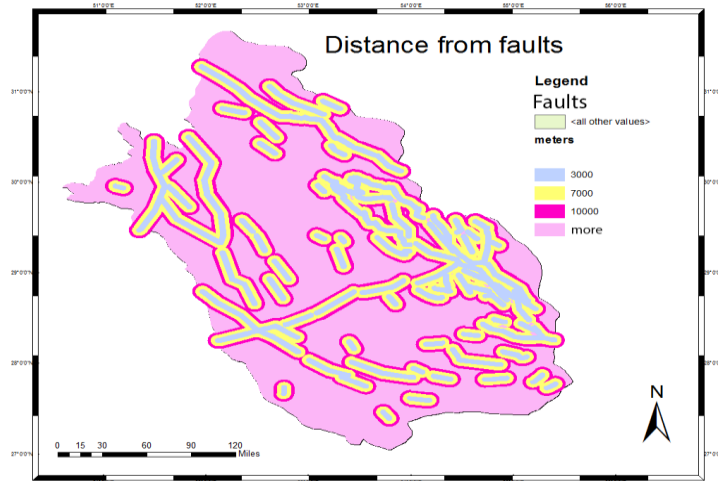 51°0'0"E 52°0'0"E 53°0'0"E 54°0'0"E 55°0'0"E 56°0'0"E
Distance from faults
Legend
Faults
<all other values>
meters
3000
7000
10000
more
31°0'0"N
30°0'0"N
29°0'0"N
28°0'0"N
27°0'0"N
N
0 15 30 60 90 120
Miles